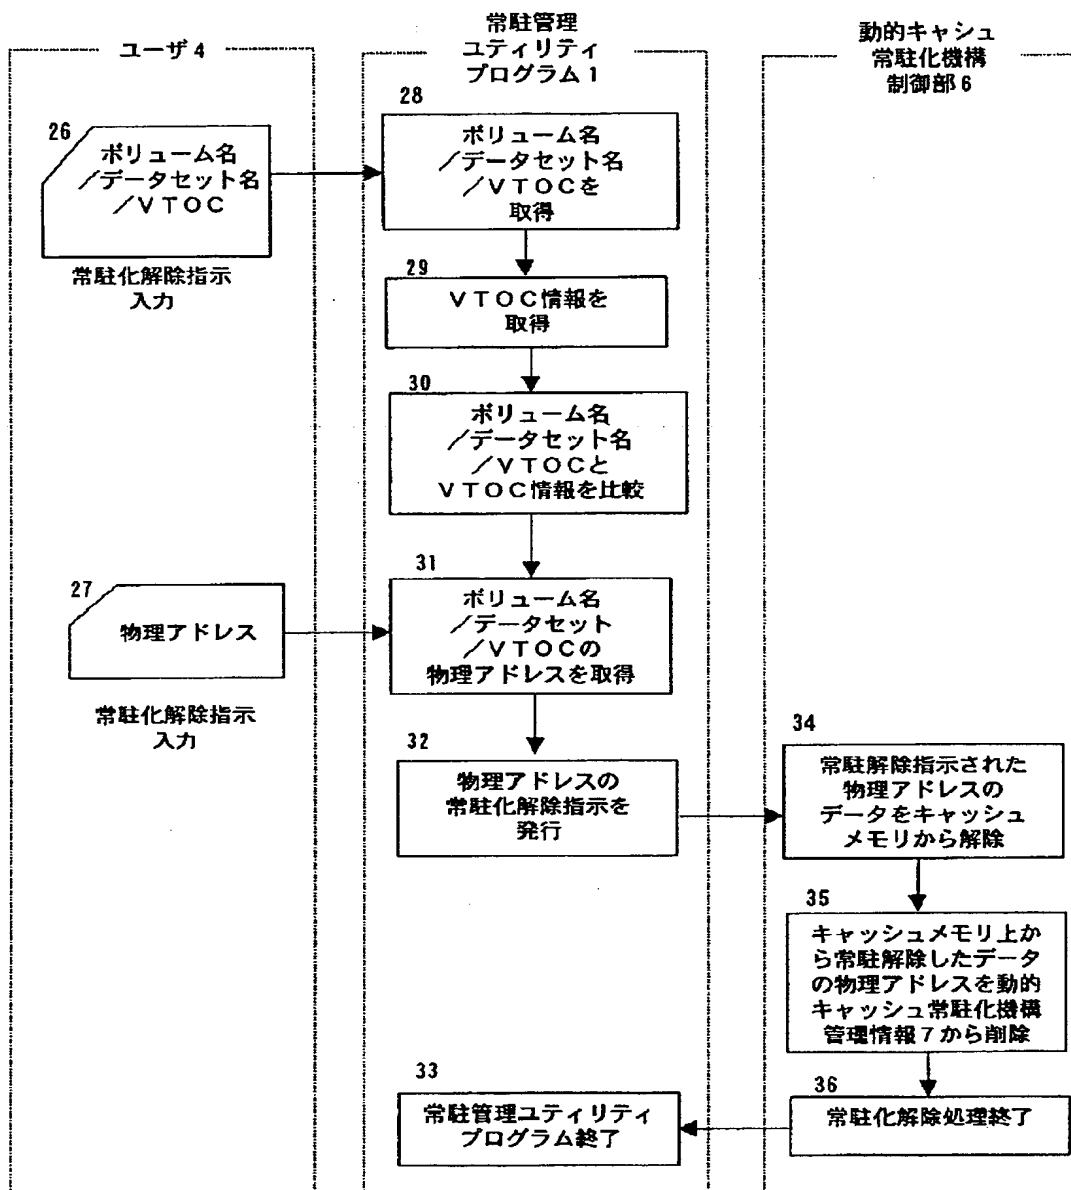 ユーザ4
常駐管理
ユティリティ
プログラム1
動的キャシュ
常駐化機構
制御部6
26
ボリューム名
/データセット名
/VTOC
常駐化解除指示
入力
28
ボリューム名
/データセット名
/VTOCを
取得
29
VTOC情報を
取得
30
ボリューム名
/データセット名
/VTOCと
VTOC情報を比較
27
物理アドレス
常駐化解除指示
入力
31
ボリューム名
/データセット
/VTOCの
物理アドレスを取得
32
物理アドレスの
常駐化解除指示を
発行
34
常駐解除指示された
物理アドレスの
データをキャッシュ
メモリから解除
35
キャッシュメモリ上か
ら常駐解除したデータ
の物理アドレスを動的
キャッシュ常駐化機構
管理情報7から削除
36
常駐化解除処理終了
33
常駐管理ユティリティ
プログラム終了